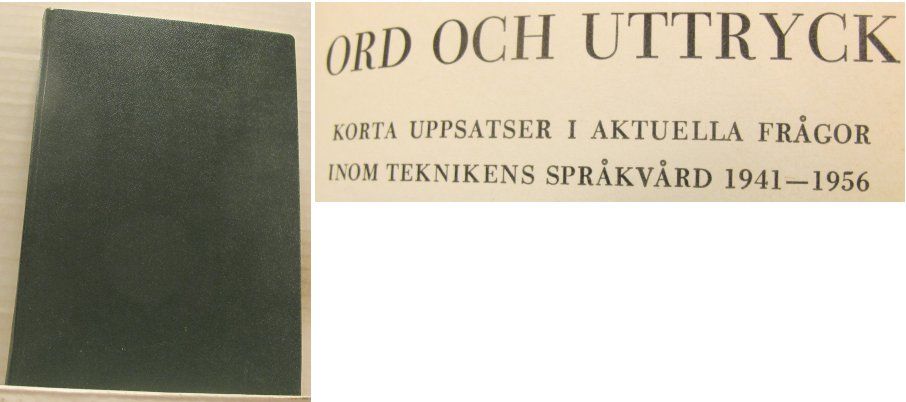 ORD OCH UTTRYCK
KORTA UPPSATSER I AKTUELLA FRÅGOR
INOM TEKNIKENS SPRÅKVÅRD 1941—1956